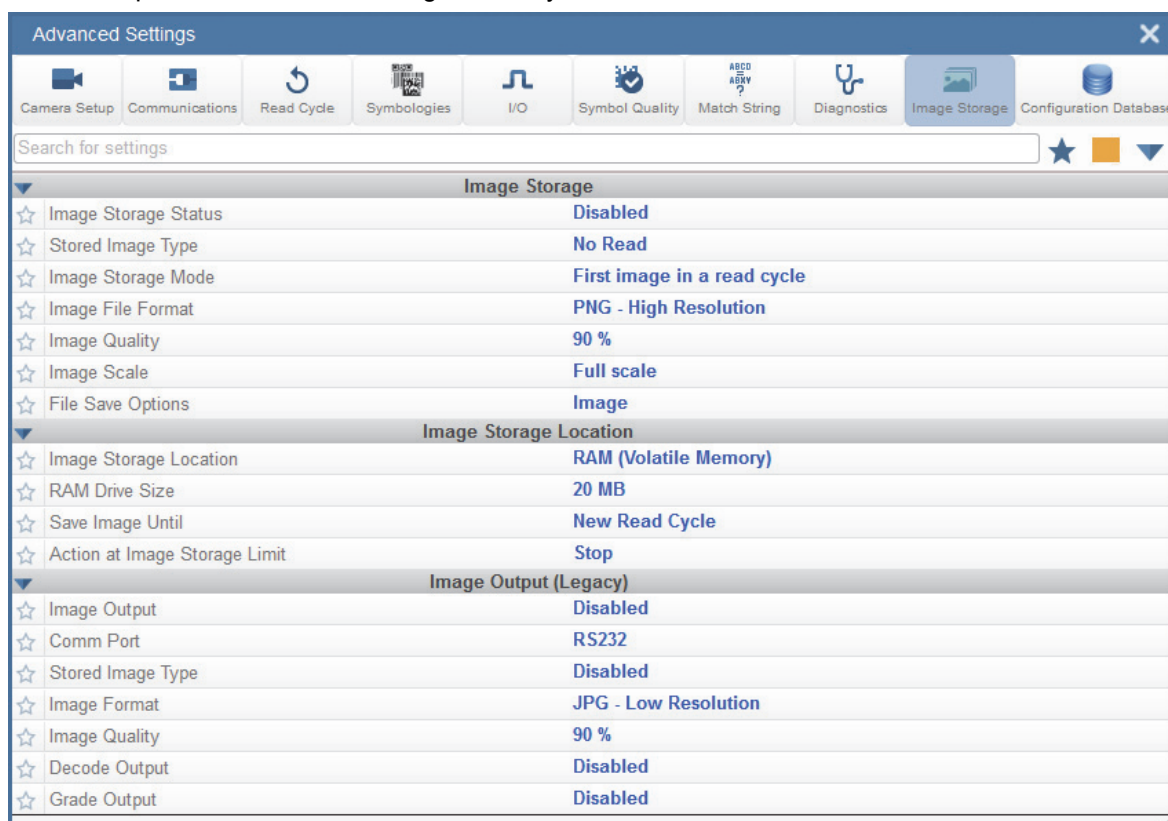 Advanced Settings
Camera Setup Communications Read Cycle Symbologies I/O Symbol Quality ABCD ABXY ? Match String Diagnostics Image Storage Configuration Database
Search for settings
Image Storage
Image Storage Status Disabled
Stored Image Type No Read
Image Storage Mode First image in a read cycle
Image File Format PNG - High Resolution
Image Quality 90 %
Image Scale Full scale
File Save Options Image
Image Storage Location
Image Storage Location RAM (Volatile Memory)
RAM Drive Size 20 MB
Save Image Until New Read Cycle
Action at Image Storage Limit Stop
Image Output (Legacy)
Image Output Disabled
Comm Port RS232
Stored Image Type Disabled
Image Format JPG - Low Resolution
Image Quality 90 %
Decode Output Disabled
Grade Output Disabled